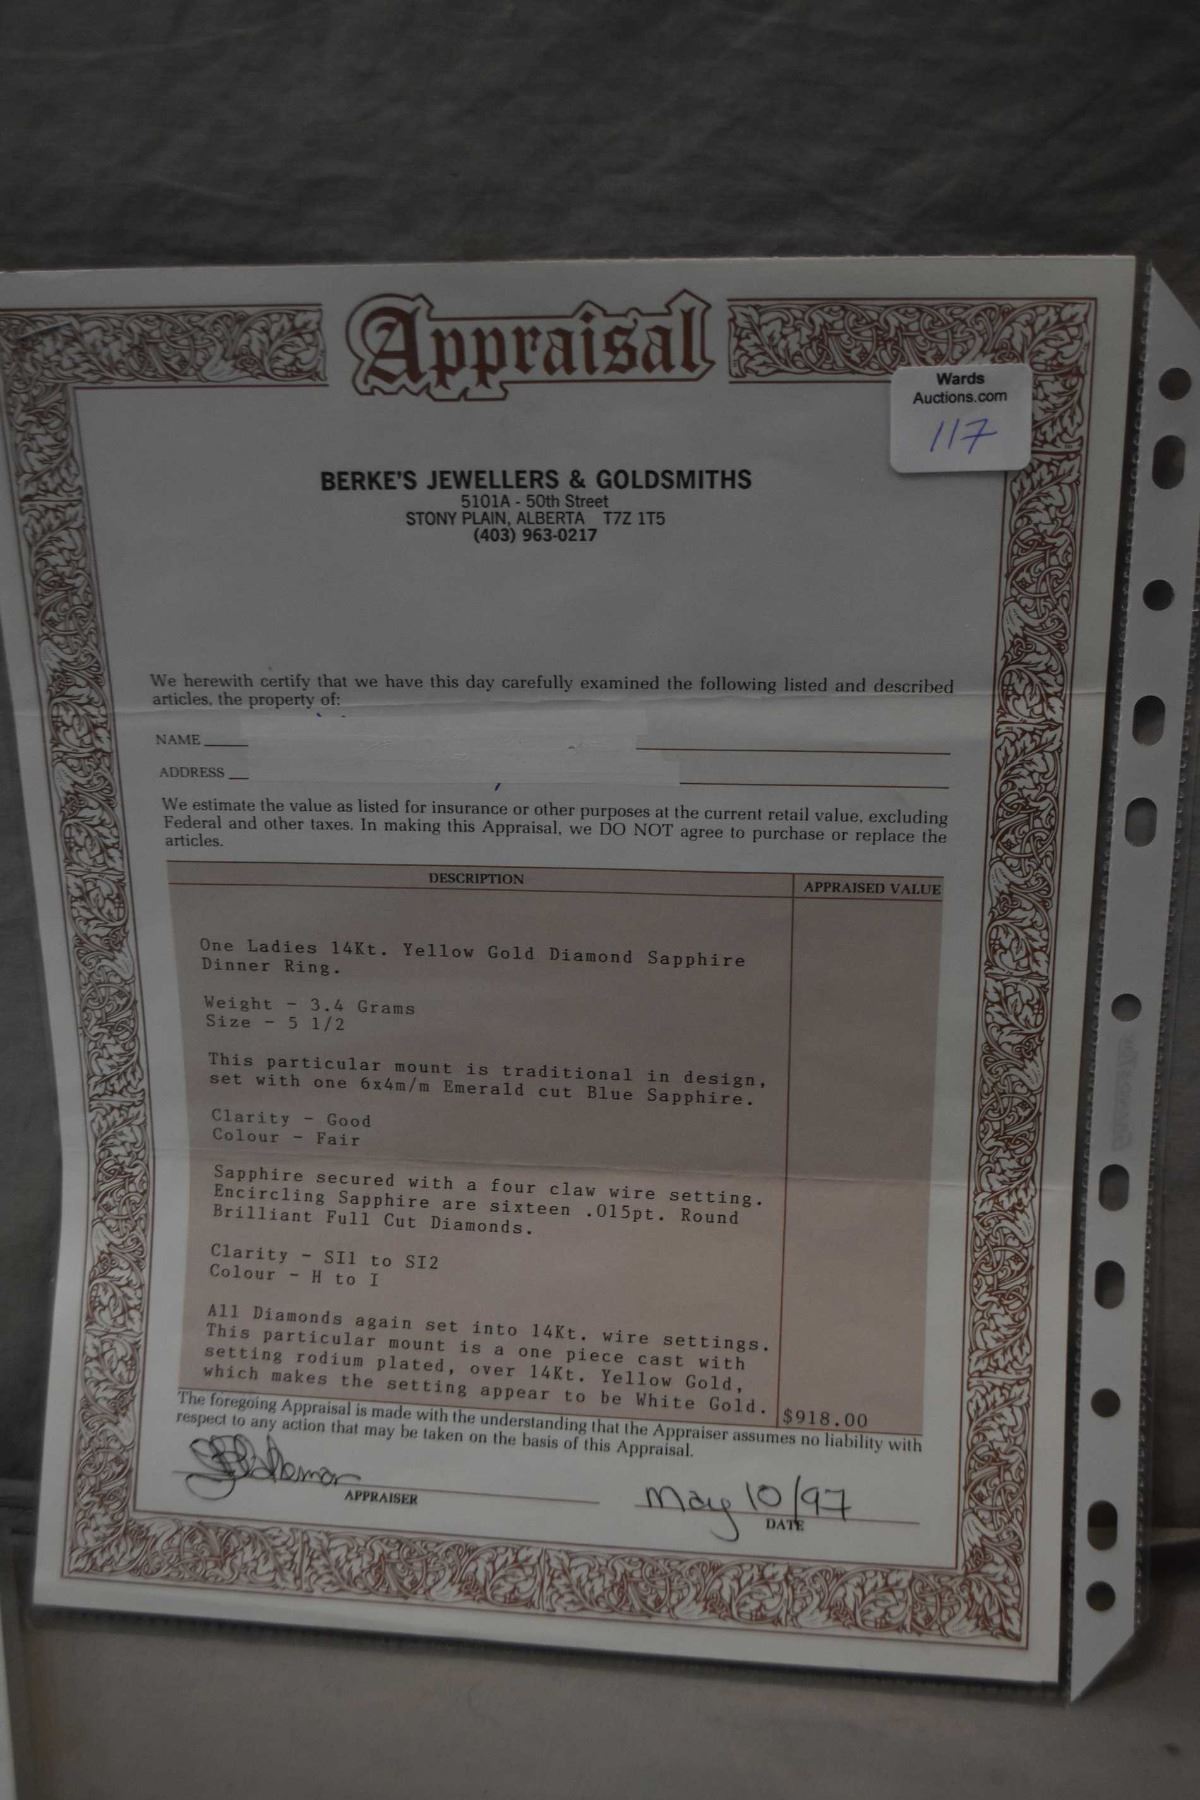 Appraisal
Wards
Auctions.com
117
BERKE'S JEWELLERS & GOLDSMITHS
5101A - 50th Street
STONY PLAIN, ALBERTA T7Z 1T5
(403) 963-0217
We herewith certify that we have this day carefully examined the following listed and described
articles, the property of:
NAME
ADDRESS
We estimate the value as listed for insurance or other purposes at the current retail value, excluding
Federal and other taxes. In making this Appraisal, we DO NOT agree to purchase or replace the
articles.
DESCRIPTION
APPRAISED VALUE
One Ladies 14Kt. Yellow Gold Diamond Sapphire
Dinner Ring.
Weight - 3.4 Grams
Size - 5 1/2
This particular mount is traditional in design,
set with one 6x4m/m Emerald cut Blue Sapphire.
Clarity - Good
Colour - Fair
Sapphire secured with a four claw wire setting.
Encircling Sapphire are sixteen .015pt. Round
Brilliant Full Cut Diamonds.
Clarity - SI1 to SI2
Colour - H to I
All Diamonds again set into 14Kt. wire settings.
This particular mount is a one piece cast with
setting rodium plated, over 14Kt. Yellow Gold,
which makes the setting appear to be White Gold.
$918.00
The foregoing Appraisal is made with the understanding that the Appraiser assumes no liability with
respect to any action that may be taken on the basis of this Appraisal.
APPRAISER
May 10/97
DATE